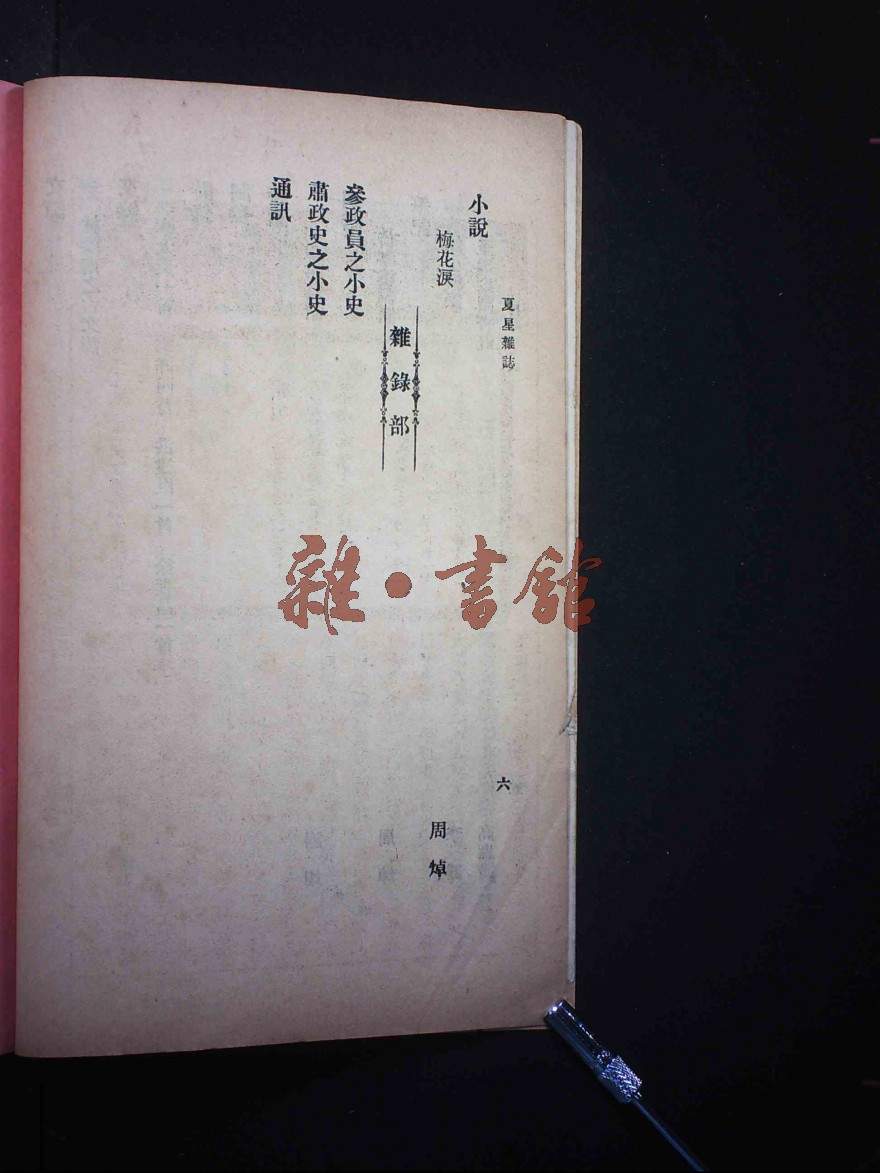 夏星雜誌 六
小說
梅花淚 周焯
雜錄部
參政員之小史
肅政史之小史
通訊
雜·書館